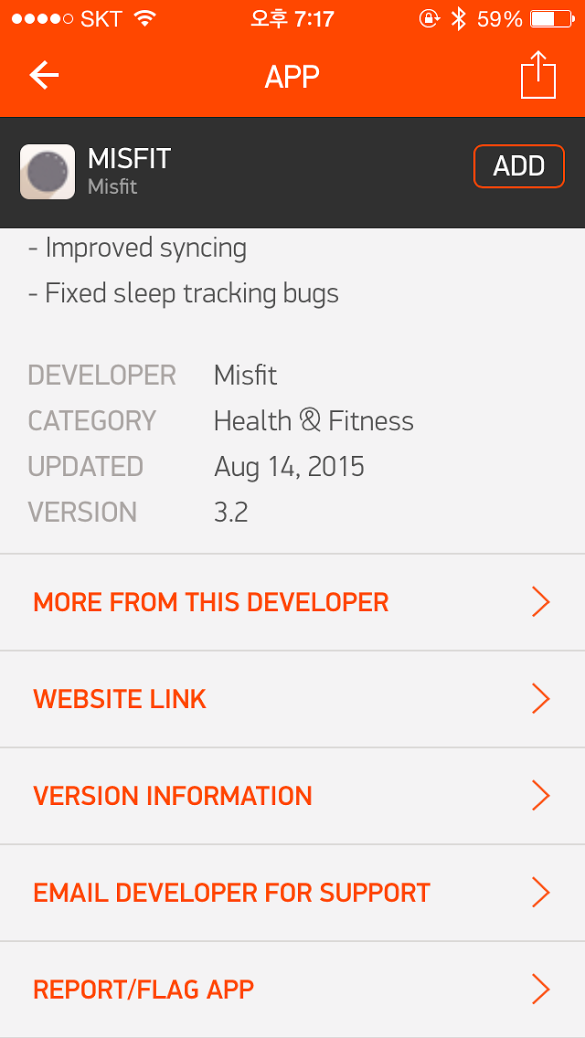 SKT 오후 7:17 59%
APP
MISFIT
Misfit
ADD
- Improved syncing
- Fixed sleep tracking bugs
DEVELOPER Misfit
CATEGORY Health & Fitness
UPDATED Aug 14, 2015
VERSION 3.2
MORE FROM THIS DEVELOPER
WEBSITE LINK
VERSION INFORMATION
EMAIL DEVELOPER FOR SUPPORT
REPORT/FLAG APP